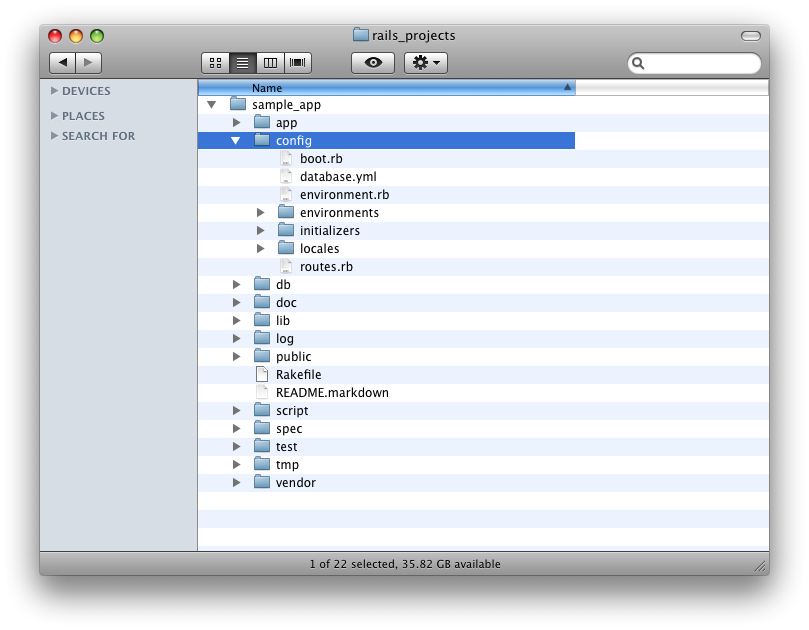 rails_projects
DEVICES
PLACES
SEARCH FOR
Name
sample_app
app
config
boot.rb
database.yml
environment.rb
environments
initializers
locales
routes.rb
db
doc
lib
log
public
Rakefile
README.markdown
script
spec
test
tmp
vendor
1 of 22 selected, 35.82 GB available